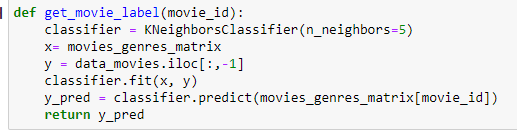 def get_movie_label(movie_id):
    classifier = KNeighborsClassifier(n_neighbors=5)
    x= movies_genres_matrix
    y = data_movies.iloc[:,-1]
    classifier.fit(x, y)
    y_pred = classifier.predict(movies_genres_matrix[movie_id])
    return y_pred